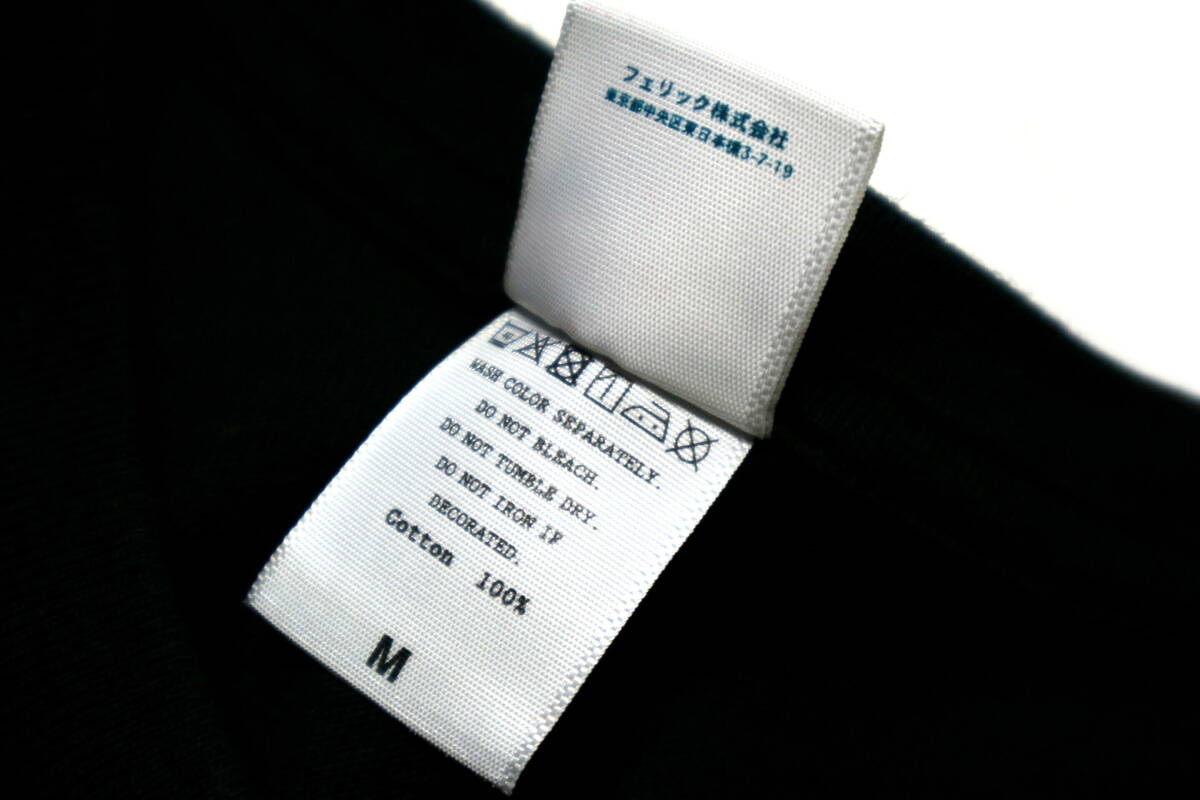 フェリック株式会社
東京都中央区東日本橋3-7-19
WASH COLOR SEPARATELY.
DO NOT BLEACH.
DO NOT TUMBLE DRY.
DO NOT IRON IF
DECORATED.
Cotton 100%
M